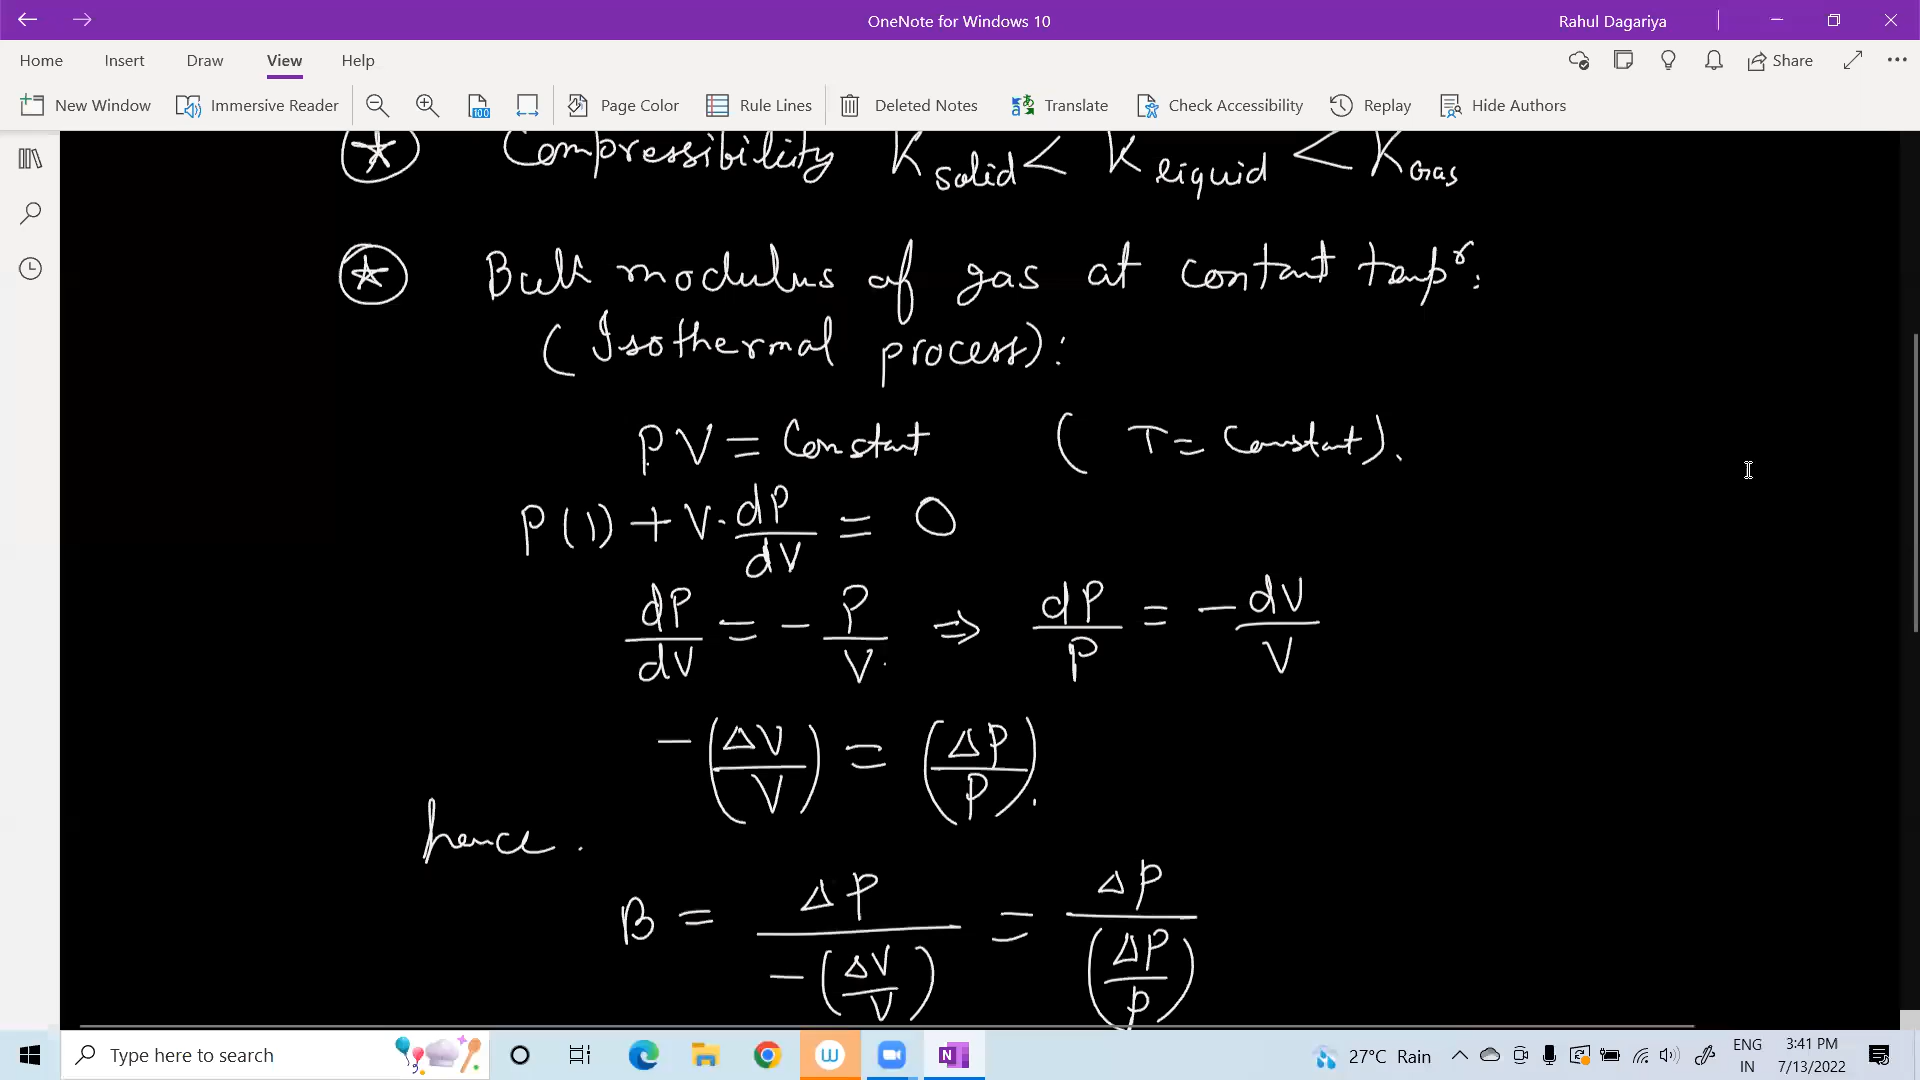 OneNote for Windows 10
Rahul Dagariya
Home Insert Draw View Help
Share
New Window Immersive Reader Page Color Rule Lines Deleted Notes Translate Check Accessibility Replay Hide Authors
Compressibility K solid < K liquid < K Gas
Bulk modulus of gas at contant tempr.
(Isothermal process):
PV = Constant ( T = Constant).
P(1) + V.dP/dV = 0
dP/dV = - P/V. ⇒ dP/P = - dV/V
-(ΔV/V) = (ΔP/P).
hence.
B = ΔP/-(ΔV/V) = ΔP/(ΔP/P)
Type here to search
27°C Rain
ENG
IN
3:41 PM
7/13/2022